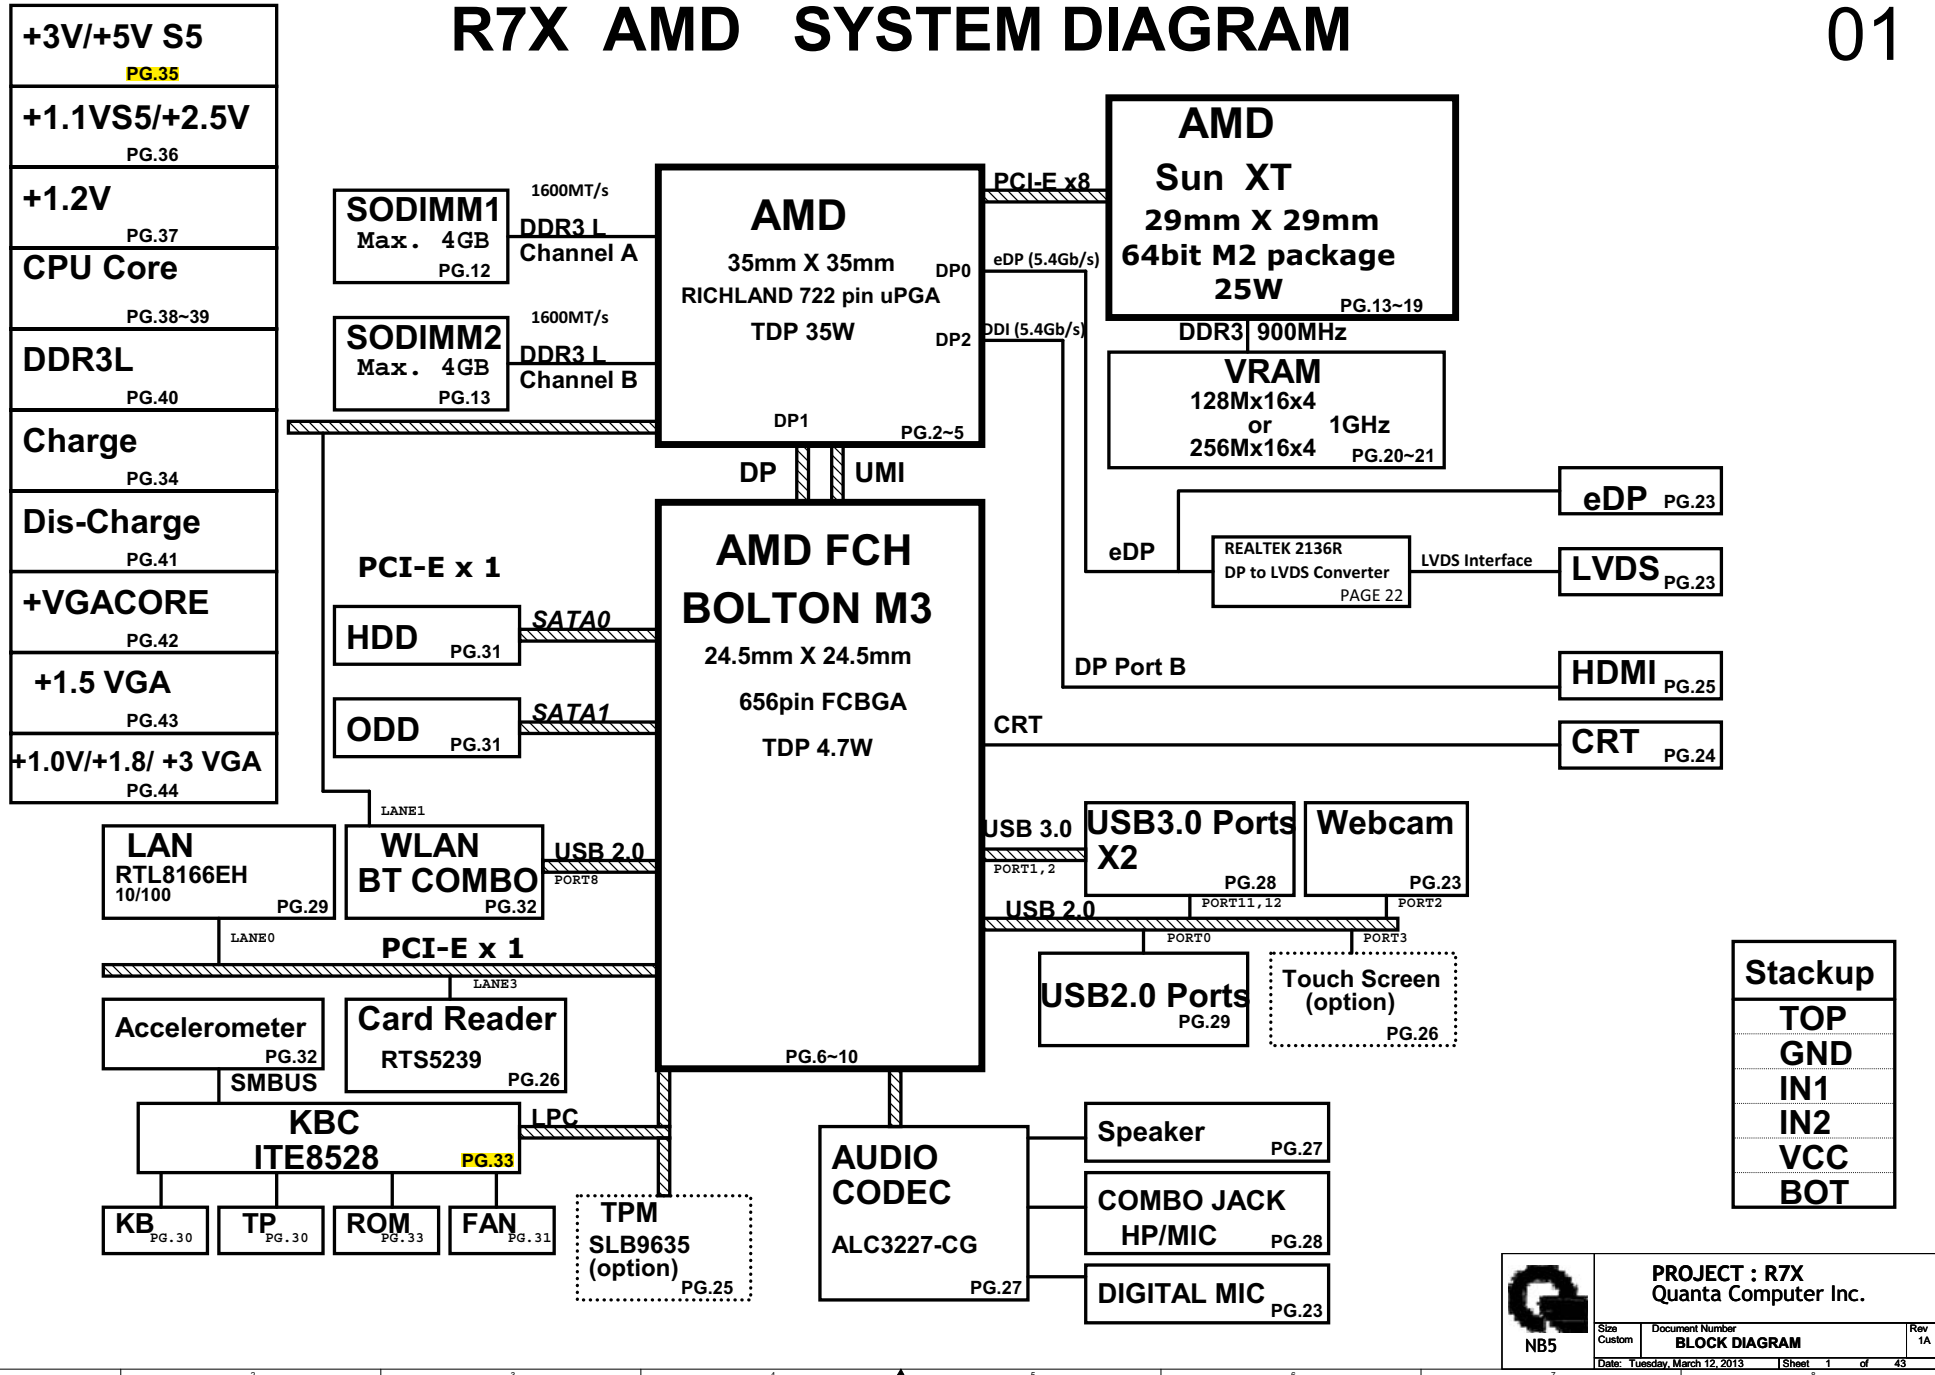 R7X AMD SYSTEM DIAGRAM
01
+3V/+5V S5
PG.35
+1.1VS5/+2.5V
PG.36
+1.2V
PG.37
CPU Core
PG.38~39
DDR3L
PG.40
Charge
PG.34
Dis-Charge
PG.41
+VGACORE
PG.42
+1.5 VGA
PG.43
+1.0V/+1.8/ +3 VGA
PG.44
SODIMM1
Max. 4GB
PG.12
1600MT/s
DDR3 L
Channel A
SODIMM2
Max. 4GB
PG.13
1600MT/s
DDR3 L
Channel B
AMD
35mm X 35mm
RICHLAND 722 pin uPGA
TDP 35W
DP0
DP2
DP1
PG.2~5
PCI-E x8
eDP (5.4Gb/s)
DDI (5.4Gb/s)
AMD
Sun XT
29mm X 29mm
64bit M2 package
25W
PG.13~19
DDR3 900MHz
VRAM
128Mx16x4
or 1GHz
256Mx16x4
PG.20~21
DP
UMI
AMD FCH
BOLTON M3
24.5mm X 24.5mm
656pin FCBGA
TDP 4.7W
PG.6~10
eDP
REALTEK 2136R
DP to LVDS Converter
PAGE 22
LVDS Interface
eDP PG.23
LVDS PG.23
DP Port B
HDMI PG.25
CRT
CRT PG.24
PCI-E x 1
HDD PG.31
SATA0
ODD PG.31
SATA1
LANE1
LAN
RTL8166EH
10/100
PG.29
WLAN
BT COMBO
PG.32
USB 2.0
PORT8
LANE0
PCI-E x 1
LANE3
Accelerometer
PG.32
SMBUS
Card Reader
RTS5239
PG.26
KBC
ITE8528
PG.33
LPC
KB PG.30
TP PG.30
ROM PG.33
FAN PG.31
TPM
SLB9635
(option)
PG.25
USB 3.0
PORT1,2
USB3.0 Ports
X2
PG.28
Webcam
PG.23
USB 2.0
PORT11,12
PORT2
PORT0
PORT3
USB2.0 Ports
PG.29
Touch Screen
(option)
PG.26
AUDIO
CODEC
ALC3227-CG
PG.27
Speaker
PG.27
COMBO JACK
HP/MIC
PG.28
DIGITAL MIC
PG.23
Stackup
TOP
GND
IN1
IN2
VCC
BOT
NB5
PROJECT : R7X
Quanta Computer Inc.
Size
Custom
Document Number
BLOCK DIAGRAM
Rev
1A
Date: Tuesday, March 12, 2013
Sheet 1 of 43
2 3 5 6 7 8